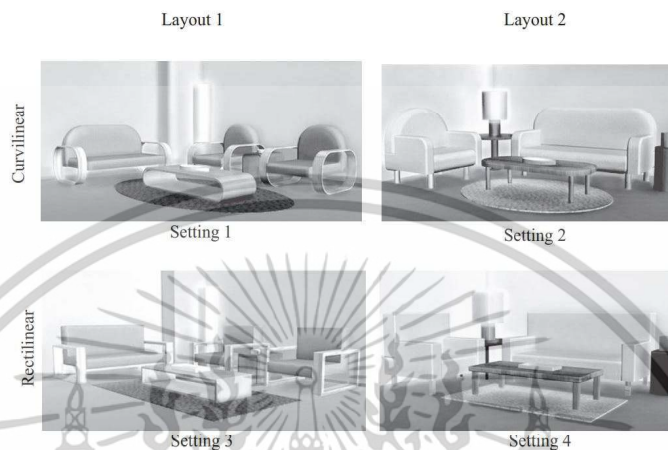 Layout 1
Layout 2
Curvilinear
Setting 1
Setting 2
Rectilinear
Setting 3
Setting 4